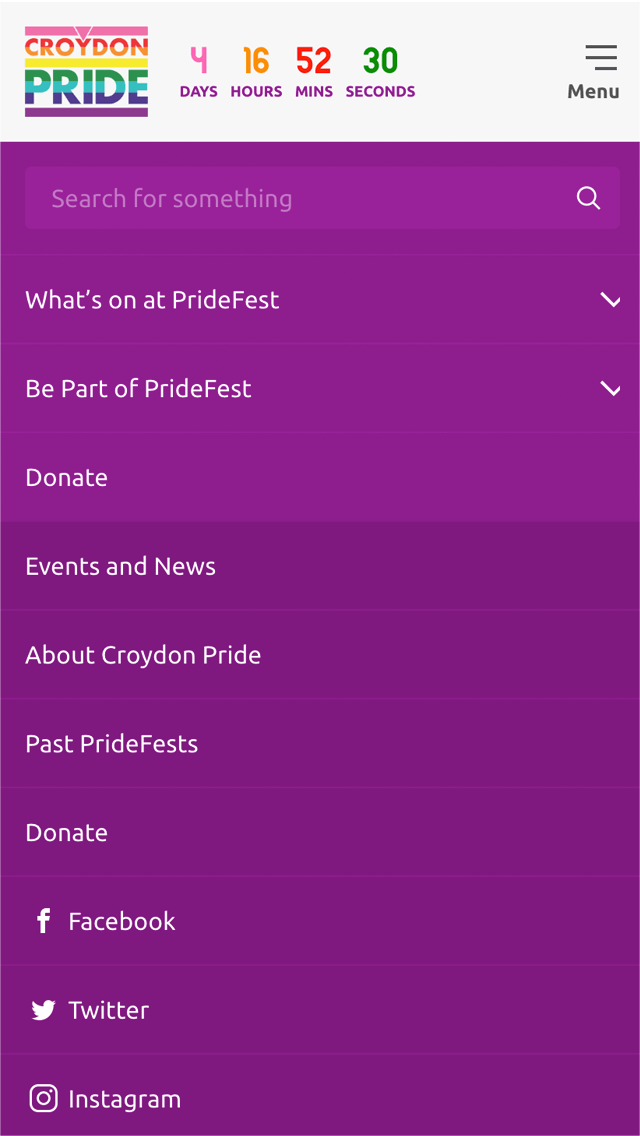 CROYDON
PRIDE
4 16 52 30
DAYS HOURS MINS SECONDS
Menu
Search for something
What’s on at PrideFest
Be Part of PrideFest
Donate
Events and News
About Croydon Pride
Past PrideFests
Donate
Facebook
Twitter
Instagram